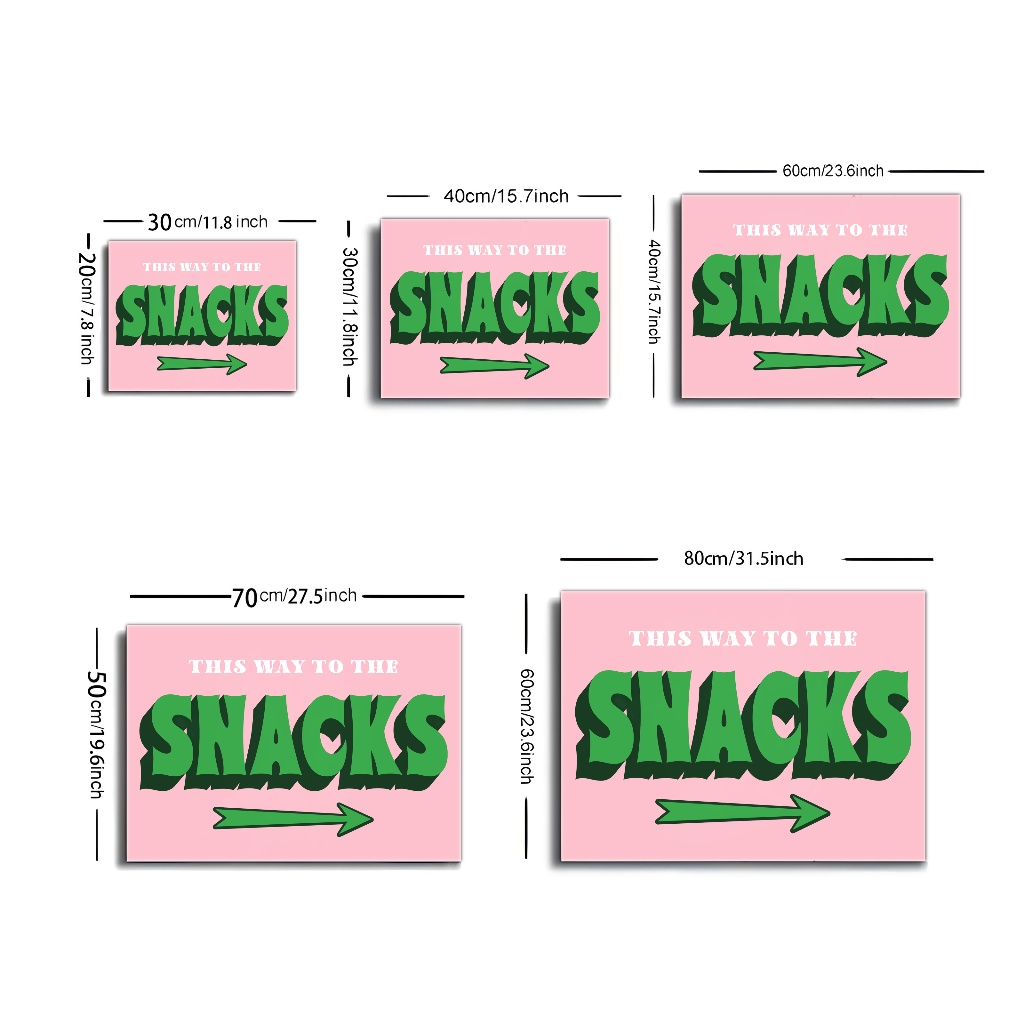 30cm/11.8 inch
20cm/7.8 inch
THIS WAY TO THE
SNACKS
40cm/15.7inch
30cm/11.8inch
THIS WAY TO THE
SNACKS
60cm/23.6inch
40cm/15.7inch
THIS WAY TO THE
SNACKS
70cm/27.5inch
50cm/19.6inch
THIS WAY TO THE
SNACKS
80cm/31.5inch
60cm/23.6inch
THIS WAY TO THE
SNACKS